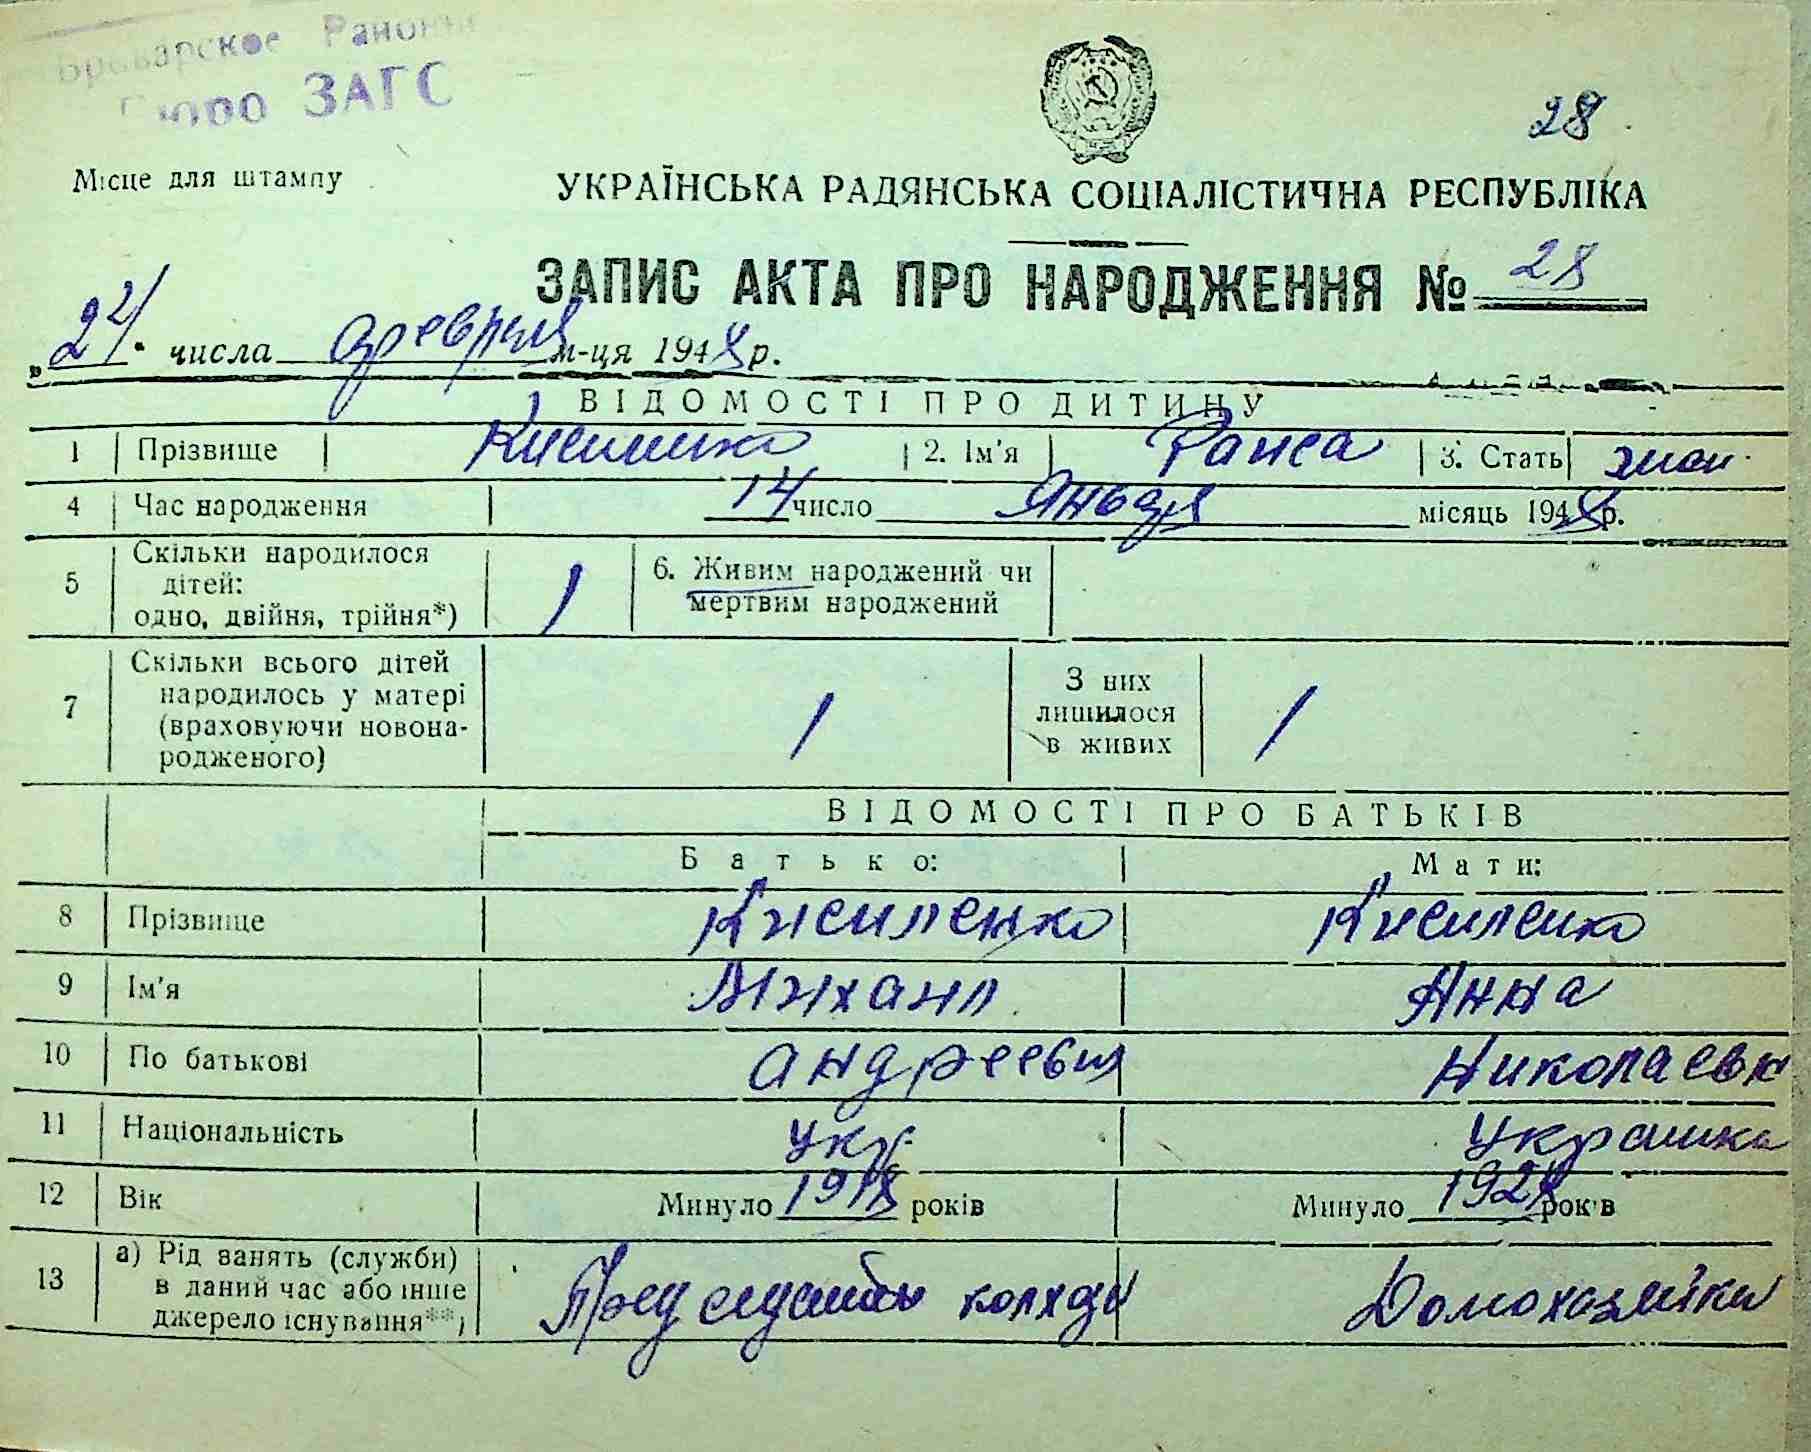 Броварское Районн
Бюро ЗАГС
28
Місце для штампу
УКРАЇНСЬКА РАДЯНСЬКА СОЦІАЛІСТИЧНА РЕСПУБЛІКА
ЗАПИС АКТА ПРО НАРОДЖЕННЯ № 28
„24“ числа февраля м-ця 1948 р.
ВІДОМОСТІ ПРО ДИТИНУ
1 Прізвище Кисиленко 2. Ім'я Раиса 3. Стать жен.
4 Час народження 14 число Января місяць 1948 р.
5 Скільки народилося дітей: одно, двійня, трійня*) 1 6. Живим народжений чи мертвим народжений
7 Скільки всього дітей народилось у матері (враховуючи новонародженого) 1 З них лишилося в живих 1
ВІДОМОСТІ ПРО БАТЬКІВ
Батько: Мати:
8 Прізвище Кисиленко Кисиленко
9 Ім'я Михаил Анна
10 По батькові Андреевич Николаевн
11 Національність Укр. Украинка
12 Вік Минуло 1918 років Минуло 1924 років
13 а) Рід занять (служби) в даний час або інше джерело існування**) колхоза Домохозяйка